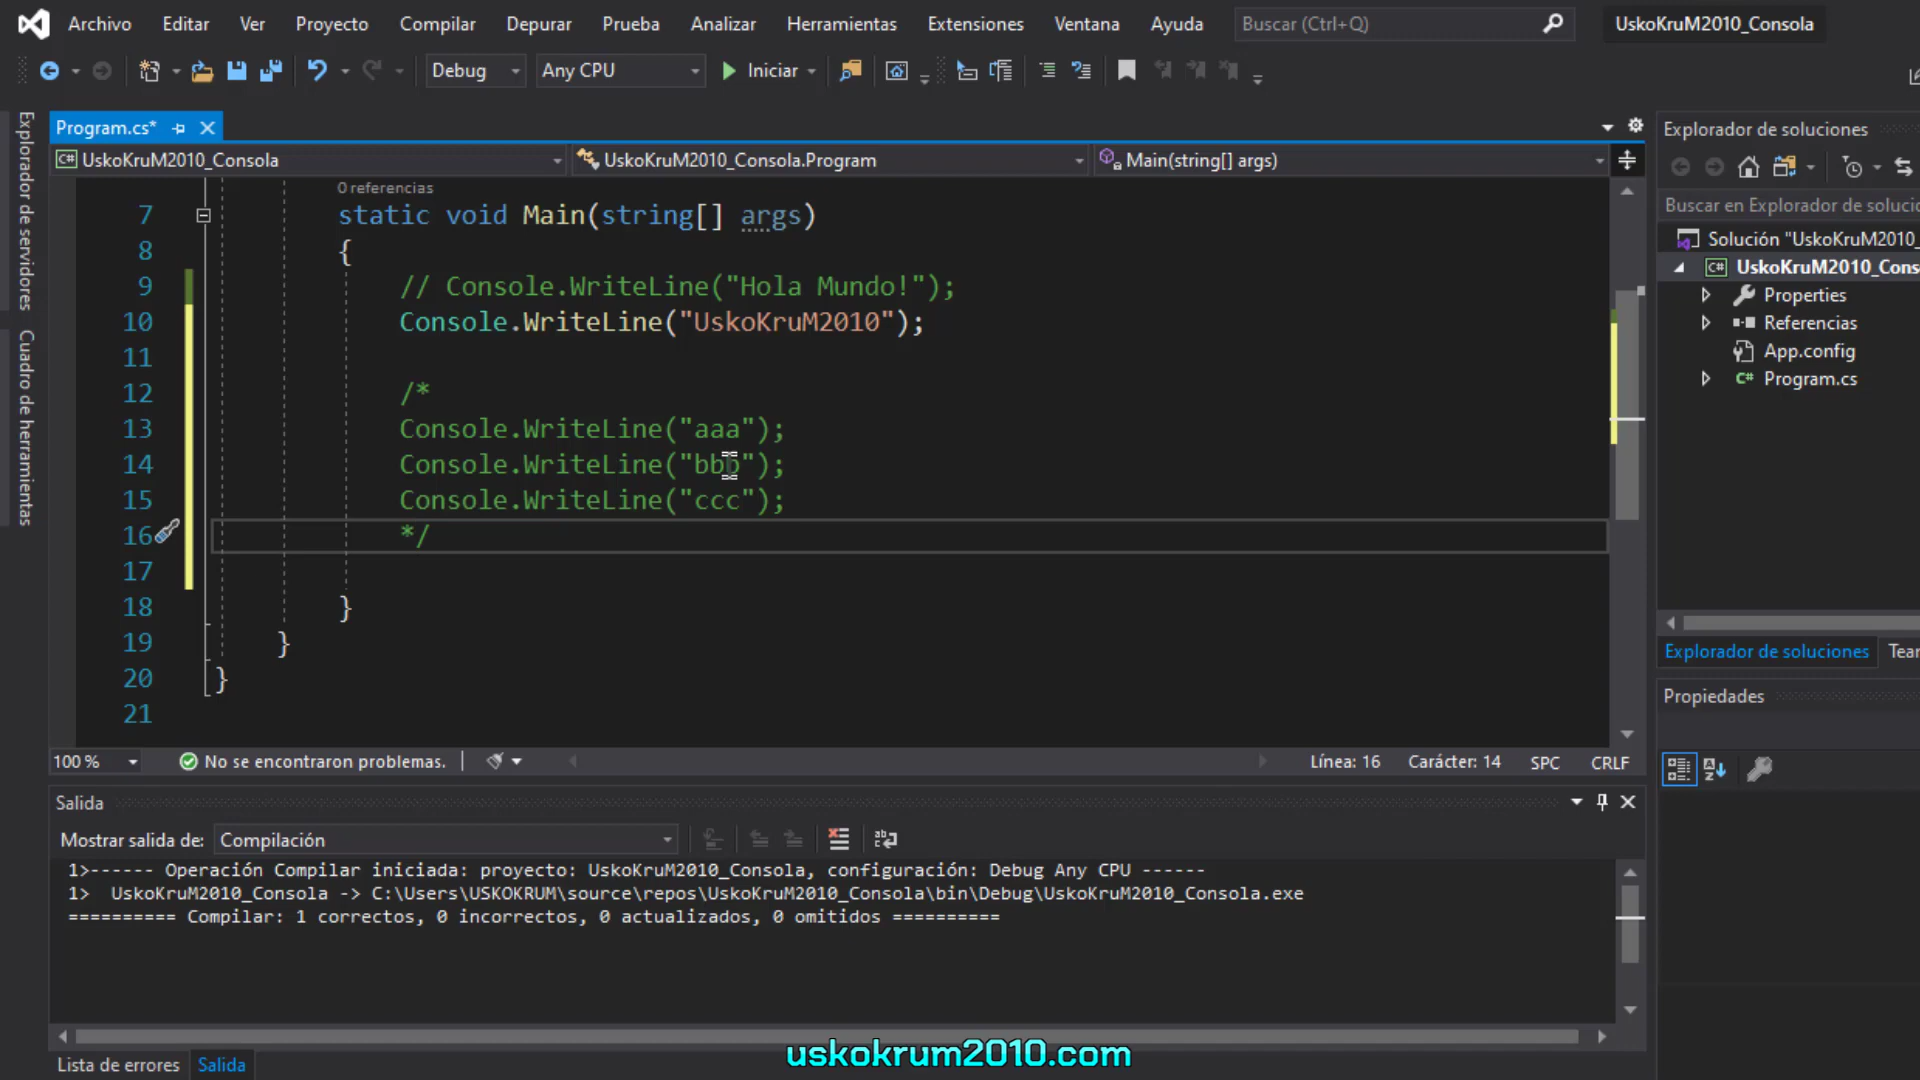 Archivo Editar Ver Proyecto Compilar Depurar Prueba Analizar Herramientas Extensiones Ventana Ayuda Buscar (Ctrl+Q) UskoKruM2010_Consola
Debug Any CPU Iniciar
Explorador de servidores
Cuadro de herramientas
Program.cs*
UskoKruM2010_Consola UskoKruM2010_Consola.Program Main(string[] args)
0 referencias
7 static void Main(string[] args)
8 {
9 // Console.WriteLine("Hola Mundo!");
10 Console.WriteLine("UskoKruM2010");
11
12 /*
13 Console.WriteLine("aaa");
14 Console.WriteLine("bbb");
15 Console.WriteLine("ccc");
16 */
17
18 }
19 }
20 }
21
100 % No se encontraron problemas. Línea: 16 Carácter: 14 SPC CRLF
Salida
Mostrar salida de: Compilación
1>------ Operación Compilar iniciada: proyecto: UskoKruM2010_Consola, configuración: Debug Any CPU ------
1> UskoKruM2010_Consola -> C:\Users\USKOKRUM\source\repos\UskoKruM2010_Consola\bin\Debug\UskoKruM2010_Consola.exe
========== Compilar: 1 correctos, 0 incorrectos, 0 actualizados, 0 omitidos ==========
Lista de errores Salida
Explorador de soluciones
Buscar en Explorador de solucio
Solución "UskoKruM2010_
UskoKruM2010_Cons
Properties
Referencias
App.config
Program.cs
Explorador de soluciones Tear
Propiedades
uskokrum2010.com